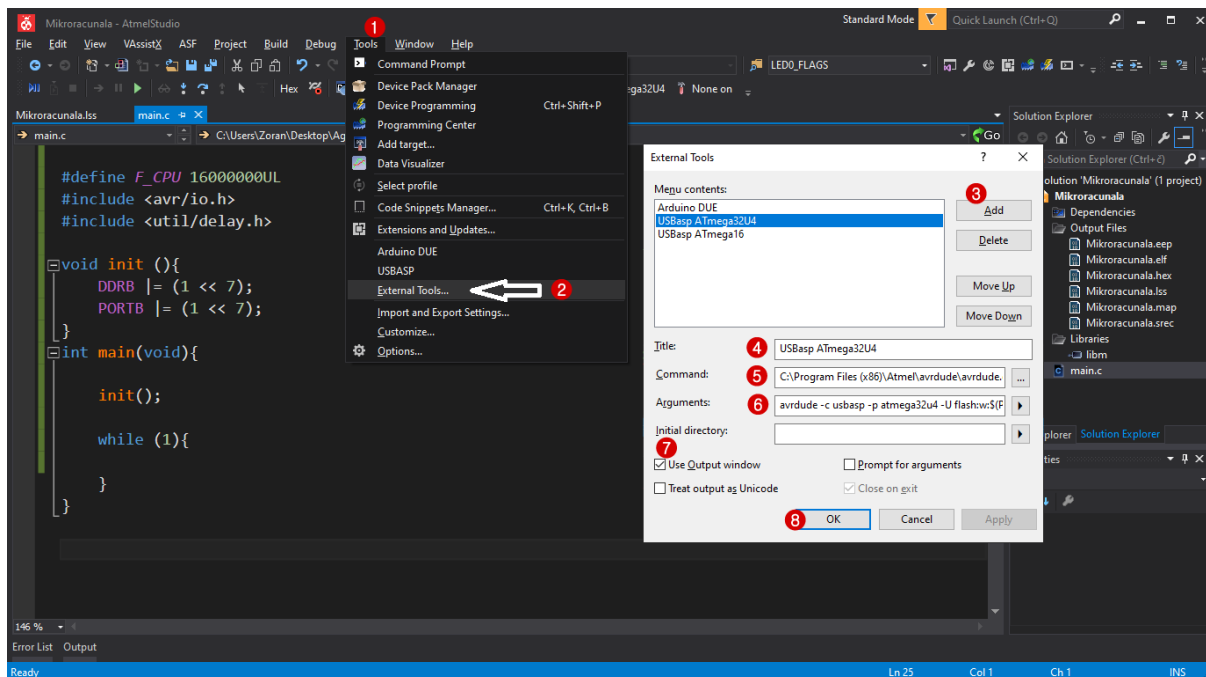 Mikroracunala - AtmelStudio
Standard Mode
Quick Launch (Ctrl+Q)
1
File Edit View VAssistX ASF Project Build Debug Tools Window Help
LED0_FLAGS
Hex
ega32U4 None on
Command Prompt
Device Pack Manager
Device Programming Ctrl+Shift+P
Programming Center
Add target...
Data Visualizer
Select profile
Code Snippets Manager... Ctrl+K, Ctrl+B
Extensions and Updates...
Arduino DUE
USBASP
External Tools... 2
Import and Export Settings...
Customize...
Options...
Mikroracunala.lss main.c
main.c C:\Users\Zoran\Desktop\Ag
Go
#define F_CPU 16000000UL
#include <avr/io.h>
#include <util/delay.h>
void init (){
DDRB |= (1 << 7);
PORTB |= (1 << 7);
}
int main(void){
init();
while (1){
}
}
External Tools ?
Menu contents:
Arduino DUE
USBasp ATmega32U4
USBasp ATmega16
3
Add
Delete
Move Up
Move Down
Title: 4 USBasp ATmega32U4
Command: 5 C:\Program Files (x86)\Atmel\avrdude\avrdude. ...
Arguments: 6 avrdude -c usbasp -p atmega32u4 -U flash:w:$(P
Initial directory:
7
Use Output window
Prompt for arguments
Treat output as Unicode
Close on exit
8 OK Cancel Apply
Solution Explorer
Solution Explorer (Ctrl+č)
olution 'Mikroracunala' (1 project)
Mikroracunala
Dependencies
Output Files
Mikroracunala.eep
Mikroracunala.elf
Mikroracunala.hex
Mikroracunala.lss
Mikroracunala.map
Mikroracunala.srec
Libraries
libm
main.c
xplorer Solution Explorer
ties
146 %
Error List Output
Ready Ln 25 Col 1 Ch 1 INS